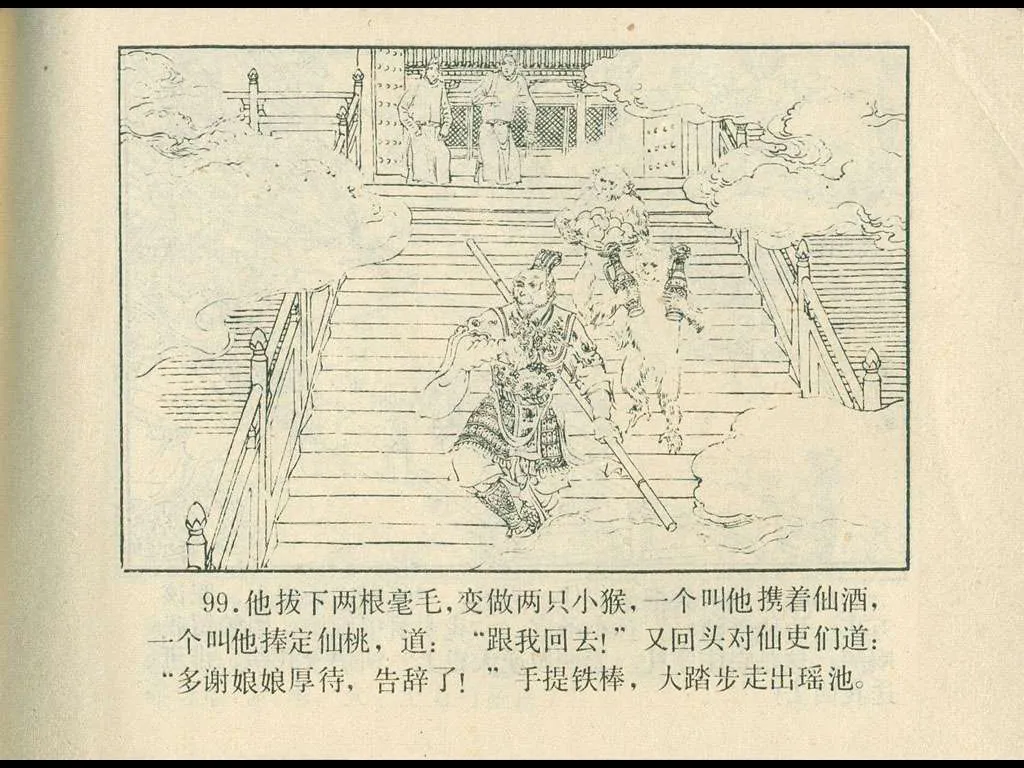 99.他拔下两根毫毛,变做两只小猴,一个叫他携着仙酒,
一个叫他捧定仙桃，道：“跟我回去!”又回头对仙吏们道：
“多谢娘娘厚待，告辞了!”手提铁棒，大踏步走出瑶池。